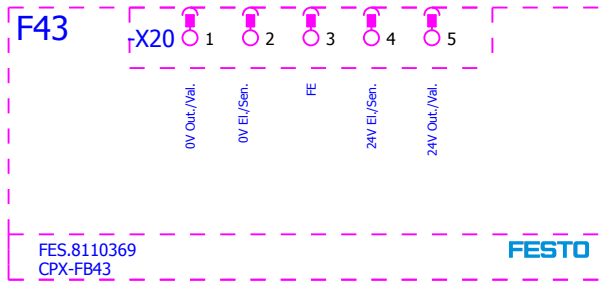 F43
-X20 1 2 3 4 5
0V Out./Val.
0V El./Sen.
FE
24V El./Sen.
24V Out./Val.
FES.8110369
CPX-FB43
FESTO